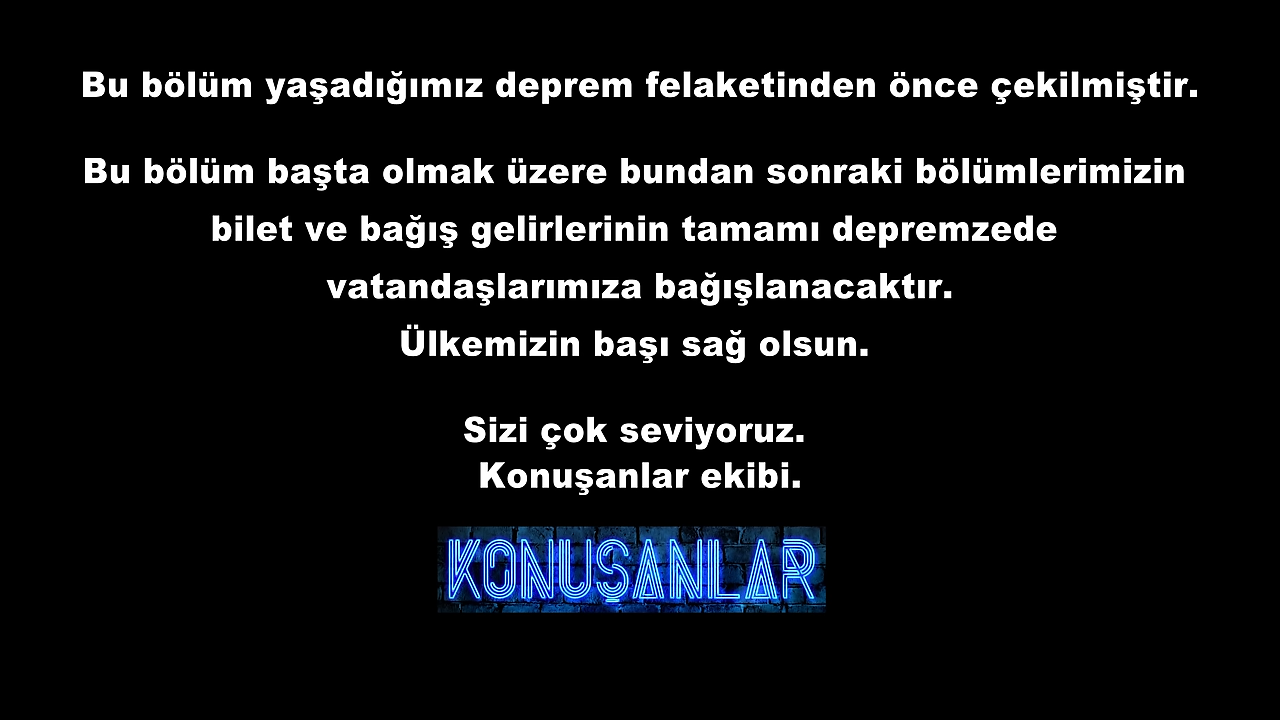 Bu bölüm yaşadığımız deprem felaketinden önce çekilmiştir.
Bu bölüm başta olmak üzere bundan sonraki bölümlerimizin
bilet ve bağış gelirlerinin tamamı depremzede
vatandaşlarımıza bağışlanacaktır.
Ülkemizin başı sağ olsun.
Sizi çok seviyoruz.
Konuşanlar ekibi.
KONUŞANLAR